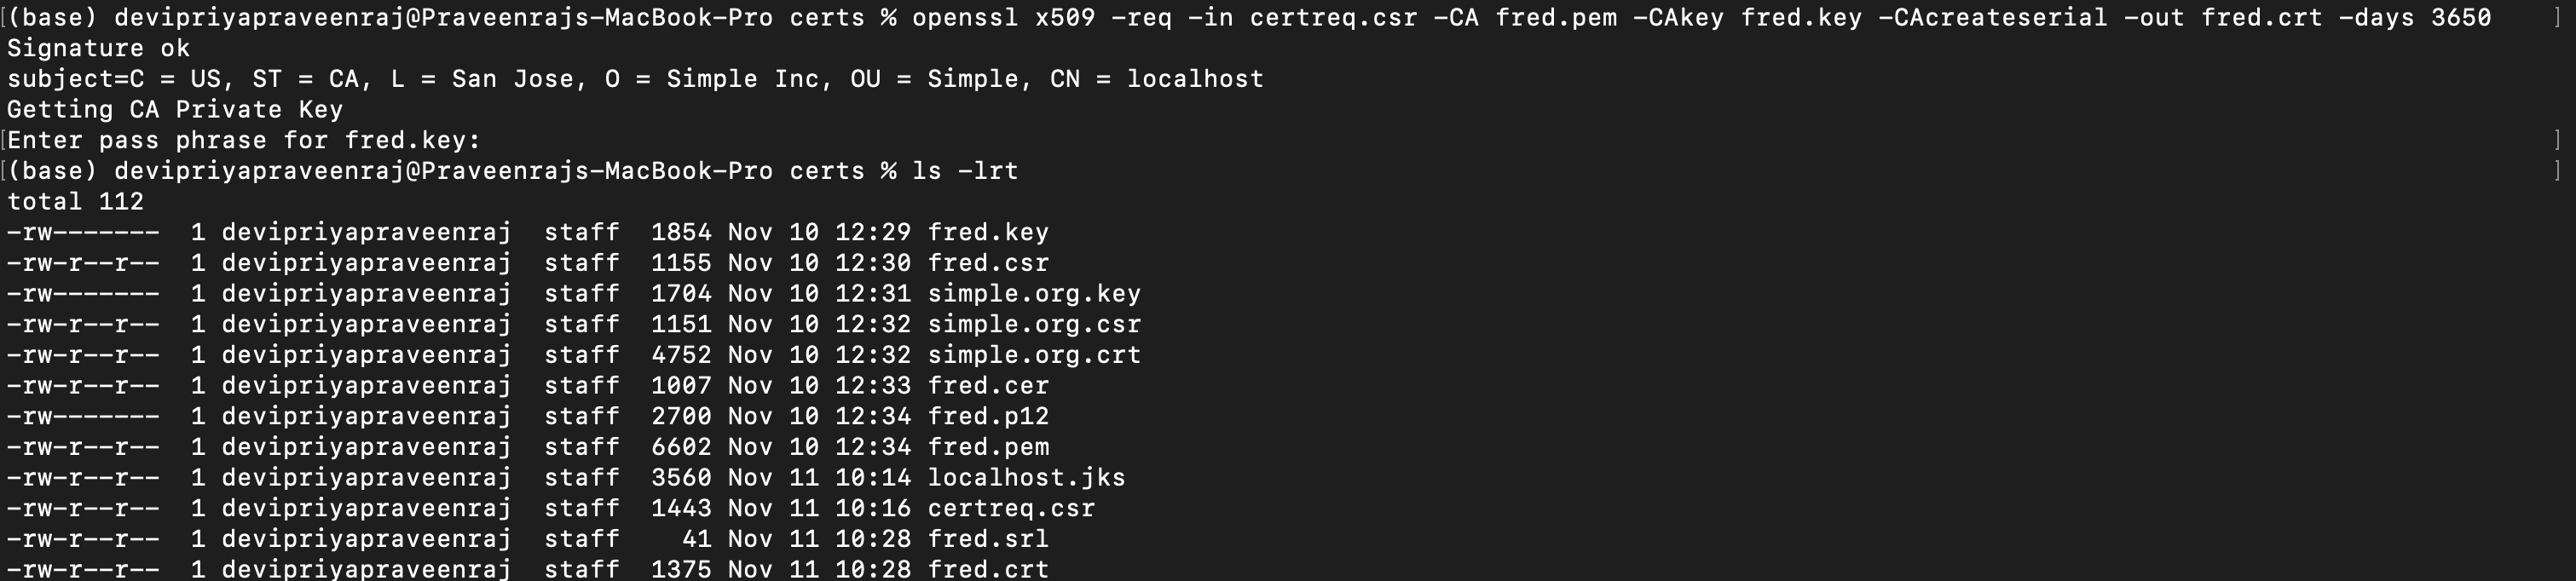 [(base) devipriyapraveenraj@Praveenrajs-MacBook-Pro certs % openssl x509 -req -in certreq.csr -CA fred.pem -CAkey fred.key -CAcreateserial -out fred.crt -days 3650 ]
Signature ok
subject=C = US, ST = CA, L = San Jose, O = Simple Inc, OU = Simple, CN = localhost
Getting CA Private Key
[Enter pass phrase for fred.key: ]
[(base) devipriyapraveenraj@Praveenrajs-MacBook-Pro certs % ls -lrt ]
total 112
-rw-------  1 devipriyapraveenraj  staff  1854 Nov 10 12:29 fred.key
-rw-r--r--  1 devipriyapraveenraj  staff  1155 Nov 10 12:30 fred.csr
-rw-------  1 devipriyapraveenraj  staff  1704 Nov 10 12:31 simple.org.key
-rw-r--r--  1 devipriyapraveenraj  staff  1151 Nov 10 12:32 simple.org.csr
-rw-r--r--  1 devipriyapraveenraj  staff  4752 Nov 10 12:32 simple.org.crt
-rw-r--r--  1 devipriyapraveenraj  staff  1007 Nov 10 12:33 fred.cer
-rw-------  1 devipriyapraveenraj  staff  2700 Nov 10 12:34 fred.p12
-rw-r--r--  1 devipriyapraveenraj  staff  6602 Nov 10 12:34 fred.pem
-rw-r--r--  1 devipriyapraveenraj  staff  3560 Nov 11 10:14 localhost.jks
-rw-r--r--  1 devipriyapraveenraj  staff  1443 Nov 11 10:16 certreq.csr
-rw-r--r--  1 devipriyapraveenraj  staff    41 Nov 11 10:28 fred.srl
-rw-r--r--  1 devipriyapraveenraj  staff  1375 Nov 11 10:28 fred.crt